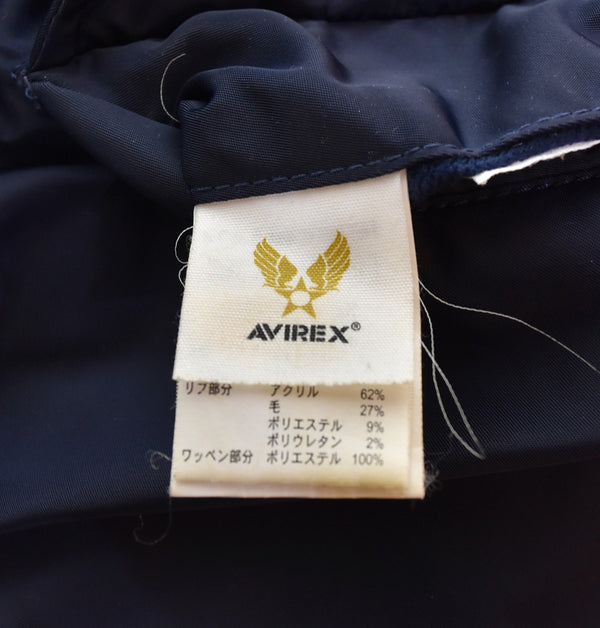 AVIREX®
リブ部分 アクリル 62%
毛 27%
ポリエステル 9%
ポリウレタン 2%
ワッペン部分 ポリエステル 100%